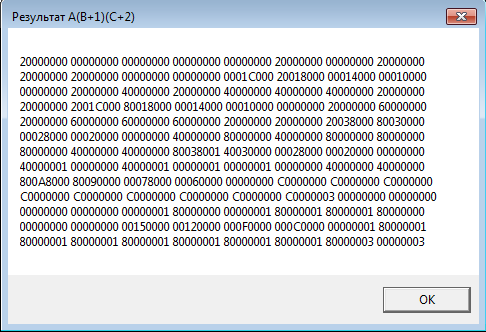 Результат A(B+1)(C+2)
20000000 00000000 00000000 00000000 00000000 20000000 00000000 20000000
20000000 20000000 00000000 00000000 0001C000 20018000 00014000 00010000
00000000 20000000 40000000 20000000 40000000 40000000 40000000 20000000
20000000 2001C000 80018000 00014000 00010000 00000000 20000000 60000000
20000000 60000000 60000000 60000000 20000000 20000000 20038000 80030000
00028000 00020000 00000000 40000000 80000000 40000000 80000000 80000000
80000000 40000000 40000000 80038001 40030000 00028000 00020000 00000000
40000001 00000000 40000001 00000001 00000001 00000000 40000000 40000000
800A8000 80090000 00078000 00060000 00000000 C0000000 C0000000 C0000000
C0000000 C0000000 C0000000 C0000000 C0000000 C0000003 00000000 00000000
00000000 00000000 00000001 80000000 00000001 80000001 80000001 80000000
00000000 00000000 00150000 00120000 000F0000 000C0000 00000001 80000001
80000001 80000001 80000001 80000001 80000001 80000001 80000003 00000003
ОК